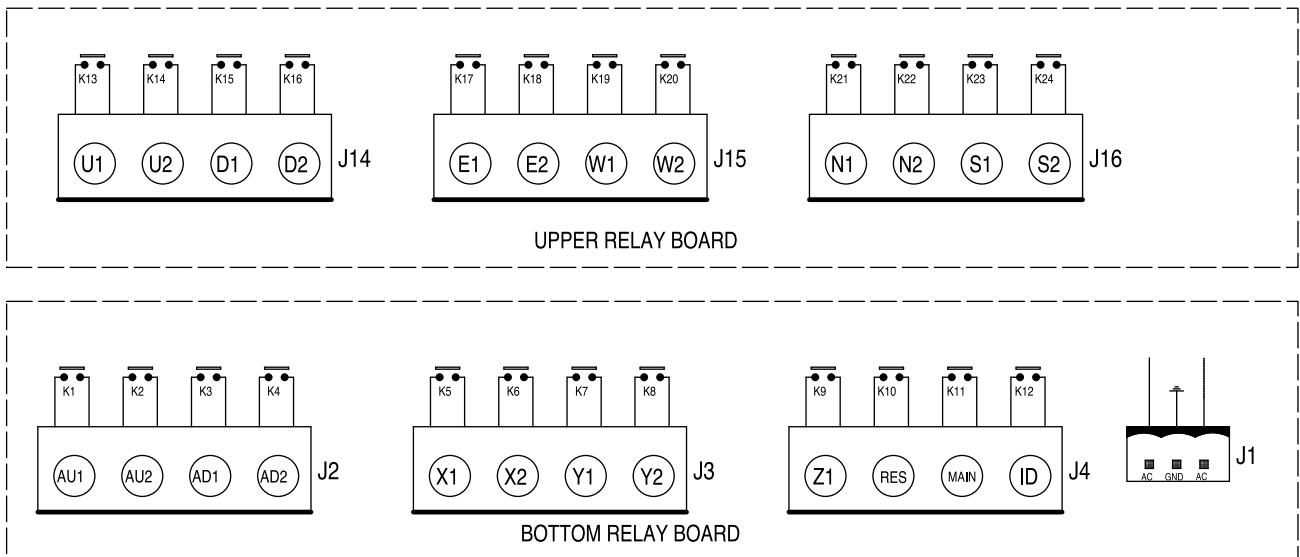 K13 K14 K15 K16 K17 K18 K19 K20 K21 K22 K23 K24
U1 U2 D1 D2 J14 E1 E2 W1 W2 J15 N1 N2 S1 S2 J16
UPPER RELAY BOARD
K1 K2 K3 K4 K5 K6 K7 K8 K9 K10 K11 K12
AU1 AU2 AD1 AD2 J2 X1 X2 Y1 Y2 J3 Z1 RES MAIN ID J4 J1
AC GND AC
BOTTOM RELAY BOARD